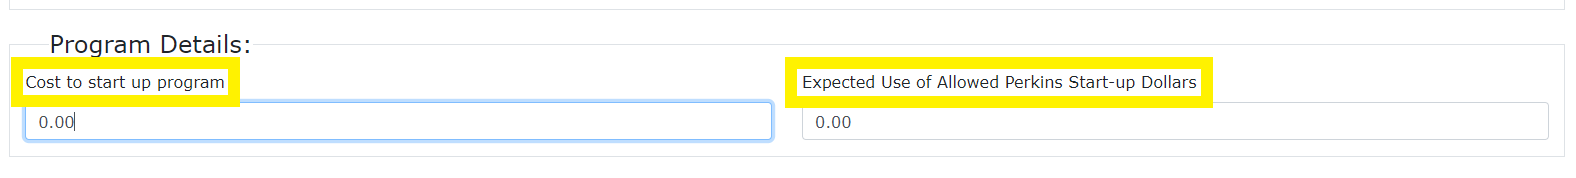 Program Details:
Cost to start up program
Expected Use of Allowed Perkins Start-up Dollars
0.00
0.00